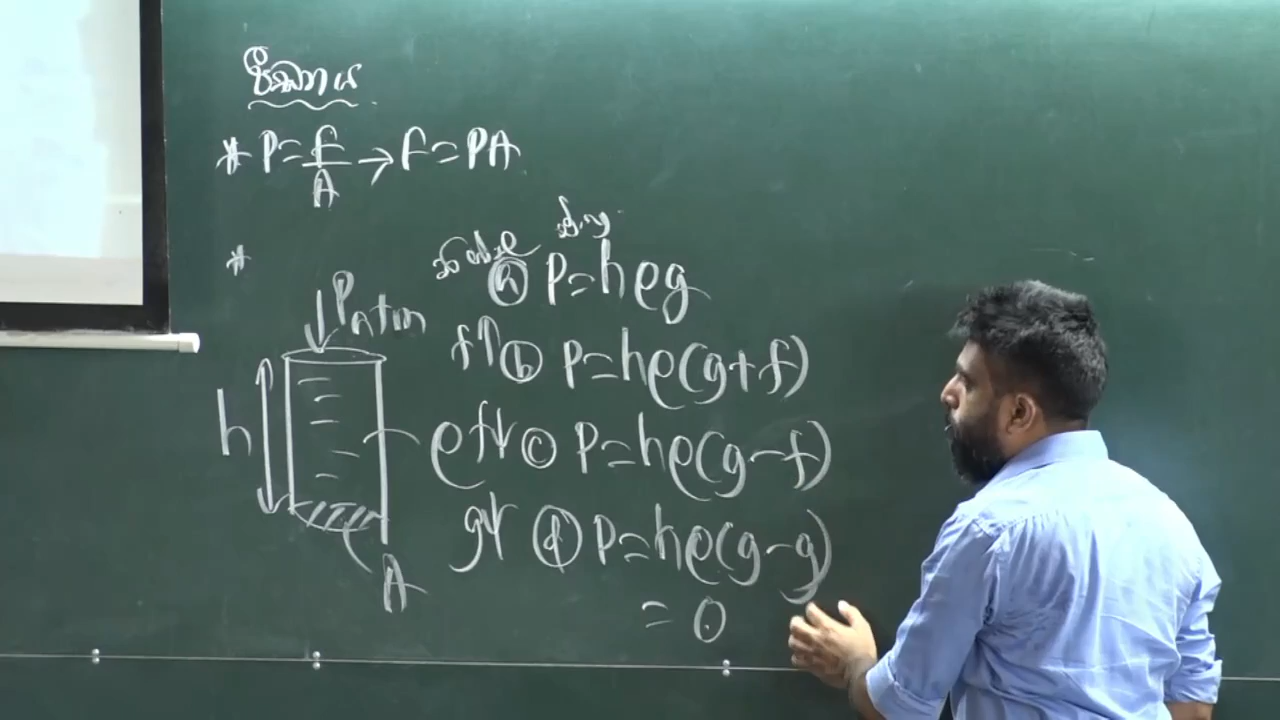 පීඩනය
* P = F/A → F = PA
*
P Atm
h
A
ⓐ P = hρg
f↑ ⓑ P = hρ(g+f)
ρ f↓ ⓒ P = hρ(g-f)
g↓ ⓓ P = hρ(g-g)
= 0